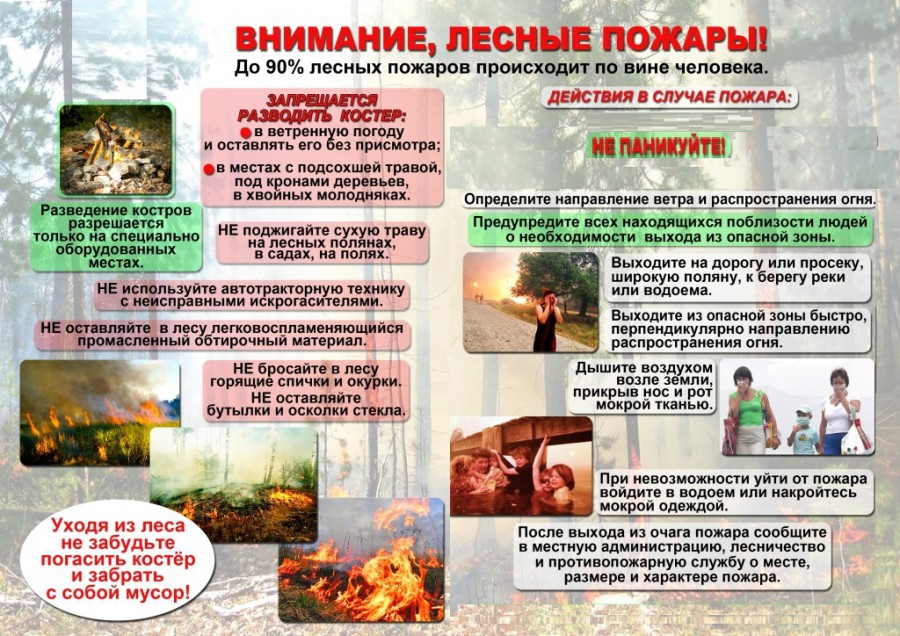 ВНИМАНИЕ, ЛЕСНЫЕ ПОЖАРЫ!
До 90% лесных пожаров происходит по вине человека.
ЗАПРЕЩАЕТСЯ
РАЗВОДИТЬ КОСТЕР:
в ветренную погоду
и оставлять его без присмотра;
в местах с подсохшей травой,
под кронами деревьев,
в хвойных молодняках.
Разведение костров
разрешается
только на специально
оборудованных
местах.
НЕ поджигайте сухую траву
на лесных полянах,
в садах, на полях.
НЕ используйте автотракторную технику
с неисправными искрогасителями.
НЕ оставляйте в лесу легковоспламеняющийся
промасленный обтирочный материал.
НЕ бросайте в лесу
горящие спички и окурки.
НЕ оставляйте
бутылки и осколки стекла.
Уходя из леса
не забудьте
погасить костёр
и забрать
с собой мусор!
ДЕЙСТВИЯ В СЛУЧАЕ ПОЖАРА:
НЕ ПАНИКУЙТЕ!
Определите направление ветра и распространения огня.
Предупредите всех находящихся поблизости людей
о необходимости выхода из опасной зоны.
Выходите на дорогу или просеку,
широкую поляну, к берегу реки
или водоема.
Выходите из опасной зоны быстро,
перпендикулярно направлению
распространения огня.
Дышите воздухом
возле земли,
прикрыв нос и рот
мокрой тканью.
При невозможности уйти от пожара
войдите в водоем или накройтесь
мокрой одеждой.
После выхода из очага пожара сообщите
в местную администрацию, лесничество
и противопожарную службу о месте,
размере и характере пожара.